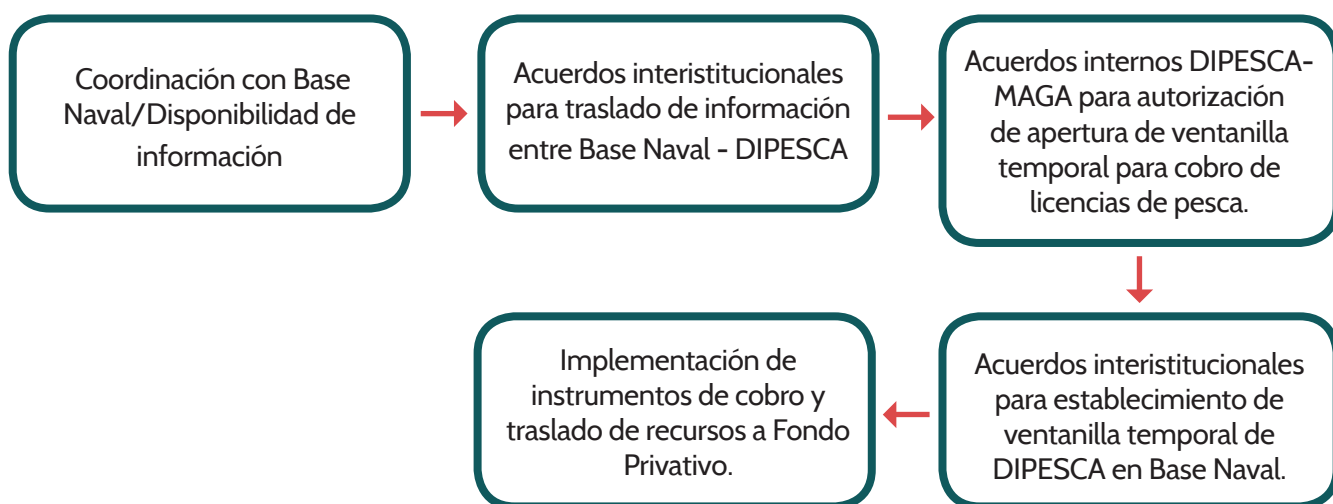 Coordinación con Base
Naval/Disponibilidad de
información
Acuerdos interistitucionales
para traslado de información
entre Base Naval - DIPESCA
Acuerdos internos DIPESCA-
MAGA para autorización
de apertura de ventanilla
temporal para cobro de
licencias de pesca.
Acuerdos interistitucionales
para establecimiento de
ventanilla temporal de
DIPESCA en Base Naval.
Implementación de
instrumentos de cobro y
traslado de recursos a Fondo
Privativo.